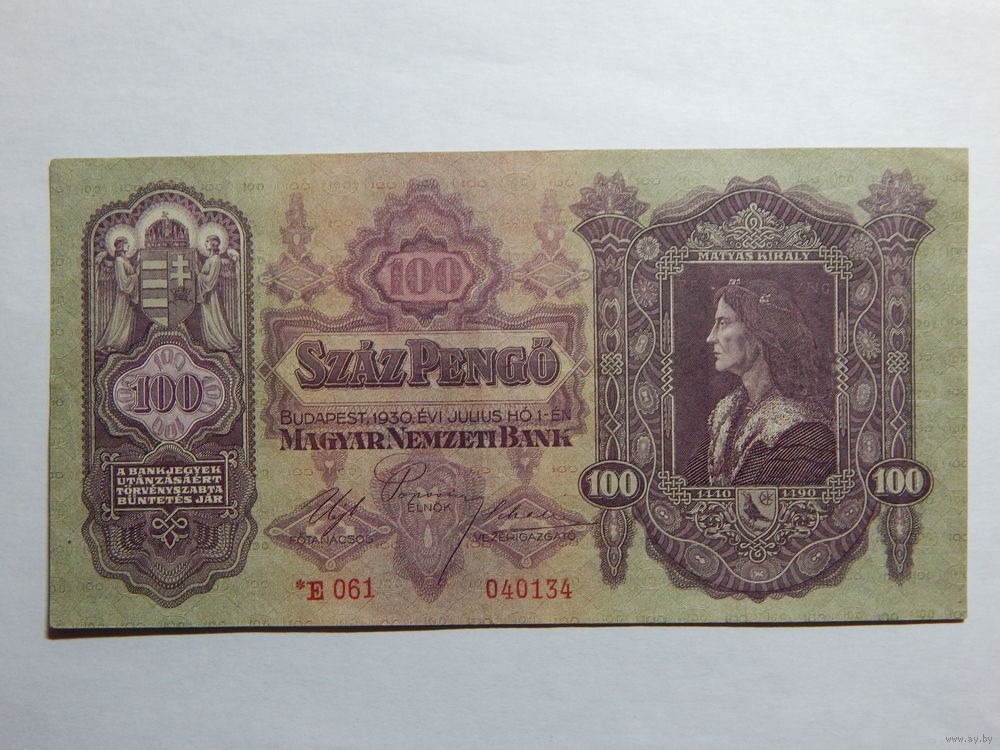 100
SZÁZ PENGŐ
BUDAPEST, 1930. ÉVI JULIUS HÓ 1-ÉN
MAGYAR NEMZETI BANK
ELNÖK
FŐTANÁCSOS
VEZÉRIGAZGATÓ
*E 061 040134
100
A BANKJEGYEK
UTÁNZÁSÁÉRT
TÖRVÉNYSZABTA
BÜNTETÉS JÁR
MÁTYÁS KIRÁLY
100 100
1440 1490
www.ay.by